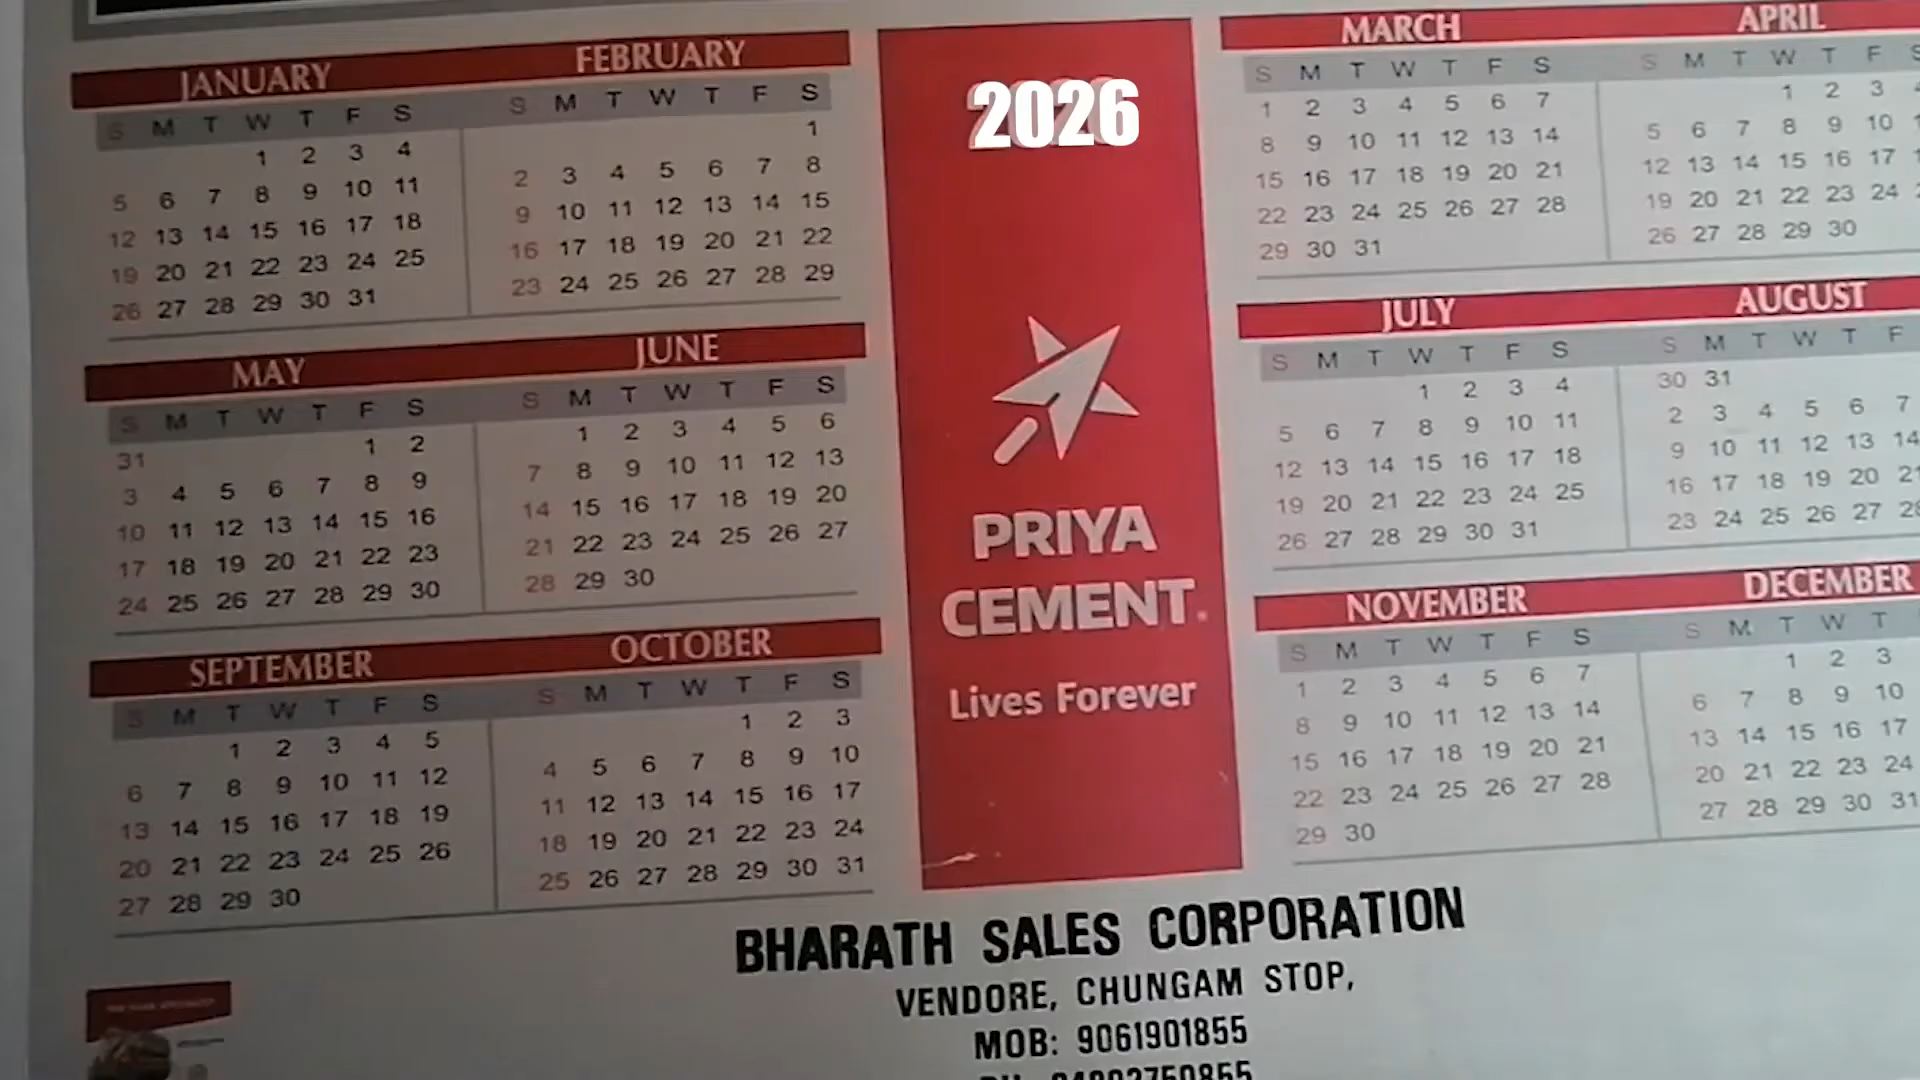 JANUARY FEBRUARY
S M T W T F S S M T W T F S
1 2 3 4 1
5 6 7 8 9 10 11 2 3 4 5 6 7 8
12 13 14 15 16 17 18 9 10 11 12 13 14 15
19 20 21 22 23 24 25 16 17 18 19 20 21 22
26 27 28 29 30 31 23 24 25 26 27 28 29
MAY JUNE
S M T W T F S S M T W T F S
31 1 2 1 2 3 4 5 6
3 4 5 6 7 8 9 7 8 9 10 11 12 13
10 11 12 13 14 15 16 14 15 16 17 18 19 20
17 18 19 20 21 22 23 21 22 23 24 25 26 27
24 25 26 27 28 29 30 28 29 30
SEPTEMBER OCTOBER
S M T W T F S S M T W T F S
1 2 3 4 5 1 2 3
6 7 8 9 10 11 12 4 5 6 7 8 9 10
13 14 15 16 17 18 19 11 12 13 14 15 16 17
20 21 22 23 24 25 26 18 19 20 21 22 23 24
27 28 29 30 25 26 27 28 29 30 31
2026
PRIYA
CEMENT
Lives Forever
MARCH APRIL
S M T W T F S S M T W T F S
1 2 3 4 5 6 7 1 2 3
8 9 10 11 12 13 14 5 6 7 8 9 10
15 16 17 18 19 20 21 12 13 14 15 16 17
22 23 24 25 26 27 28 19 20 21 22 23 24
29 30 31 26 27 28 29 30
JULY AUGUST
S M T W T F S S M T W T F
1 2 3 4 30 31
5 6 7 8 9 10 11 2 3 4 5 6 7
12 13 14 15 16 17 18 9 10 11 12 13 14
19 20 21 22 23 24 25 16 17 18 19 20 21
26 27 28 29 30 31 23 24 25 26 27 28
NOVEMBER DECEMBER
S M T W T F S S M T W T
1 2 3 4 5 6 7 1 2 3
8 9 10 11 12 13 14 6 7 8 9 10
15 16 17 18 19 20 21 13 14 15 16 17
22 23 24 25 26 27 28 20 21 22 23 24
29 30 27 28 29 30 31
BHARATH SALES CORPORATION
VENDORE, CHUNGAM STOP,
MOB: 9061901855